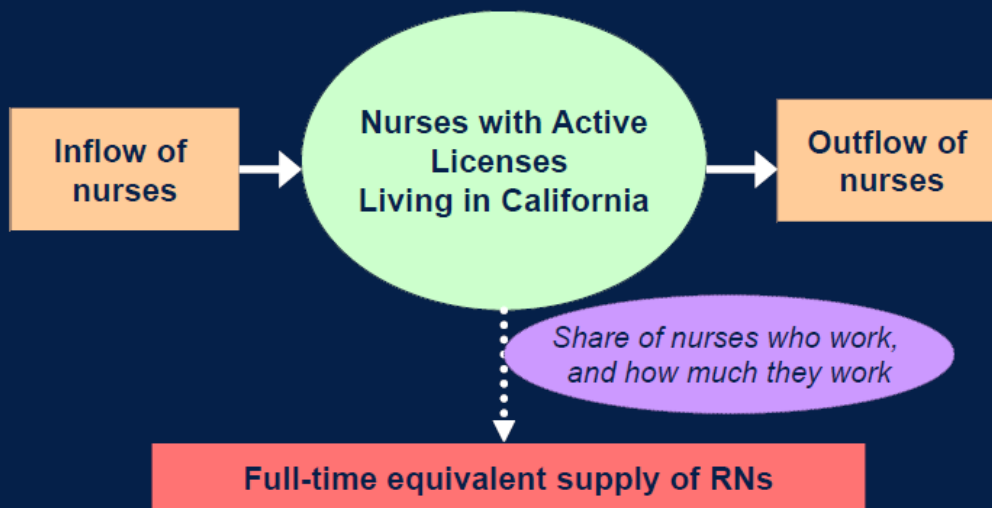 Inflow of
nurses
Nurses with Active
Licenses
Living in California
Outflow of
nurses
Share of nurses who work,
and how much they work
Full-time equivalent supply of RNs